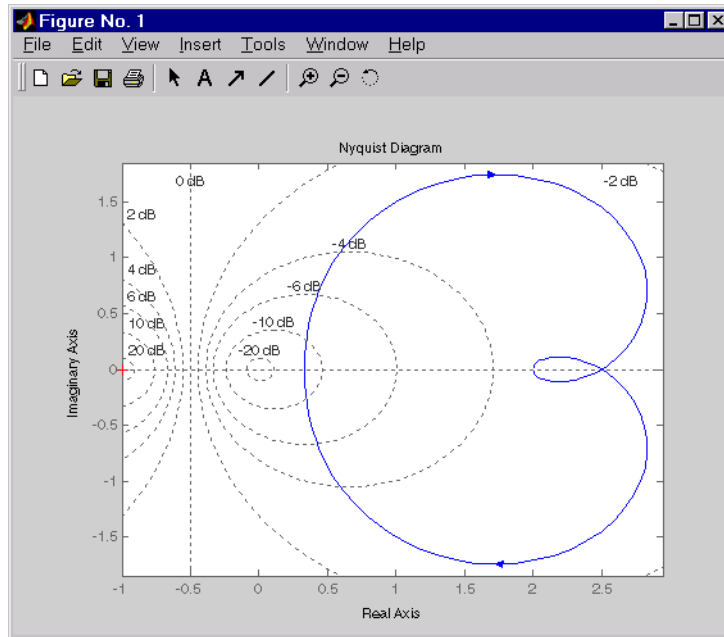 Figure No. 1
File Edit View Insert Tools Window Help
A
Nyquist Diagram
0 dB
-2 dB
2 dB
-4 dB
4 dB
-6 dB
6 dB
-10 dB
10 dB
-20 dB
20 dB
1.5
1
0.5
0
-0.5
-1
-1.5
Imaginary Axis
-1 -0.5 0 0.5 1 1.5 2 2.5
Real Axis